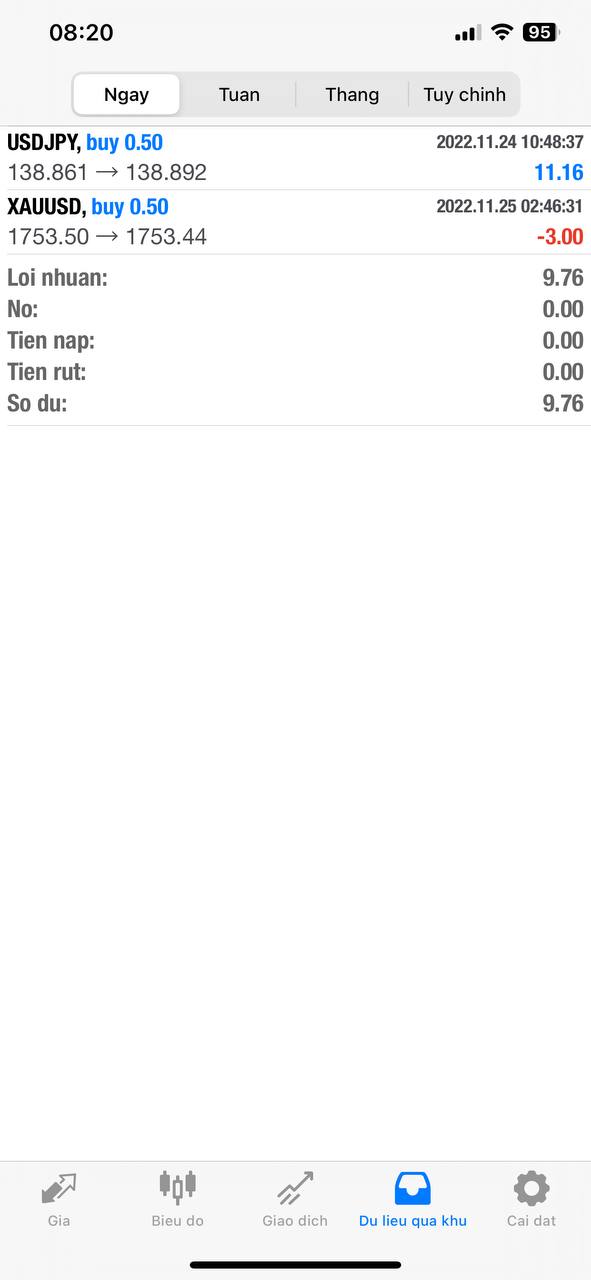 08:20
95
Ngay Tuan Thang Tuy chinh
USDJPY, buy 0.50 2022.11.24 10:48:37
138.861 → 138.892 11.16
XAUUSD, buy 0.50 2022.11.25 02:46:31
1753.50 → 1753.44 -3.00
Loi nhuan: 9.76
No: 0.00
Tien nap: 0.00
Tien rut: 0.00
So du: 9.76
Gia Bieu do Giao dich Du lieu qua khu Cai dat